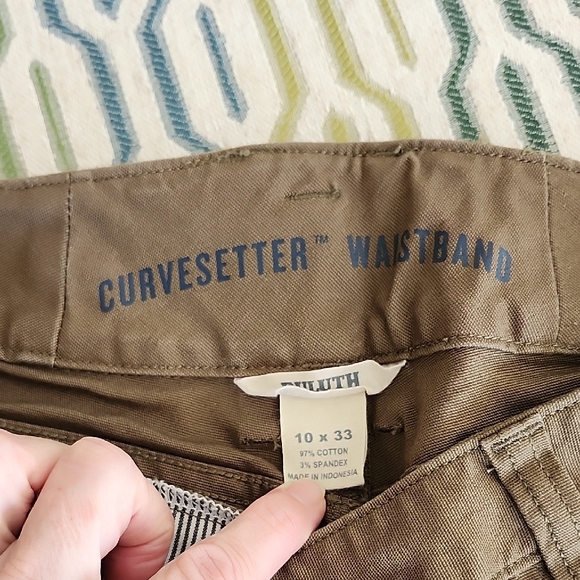 CURVESETTER™ WAISTBAND
DULUTH
10 x 33
97% COTTON
3% SPANDEX
MADE IN INDONESIA